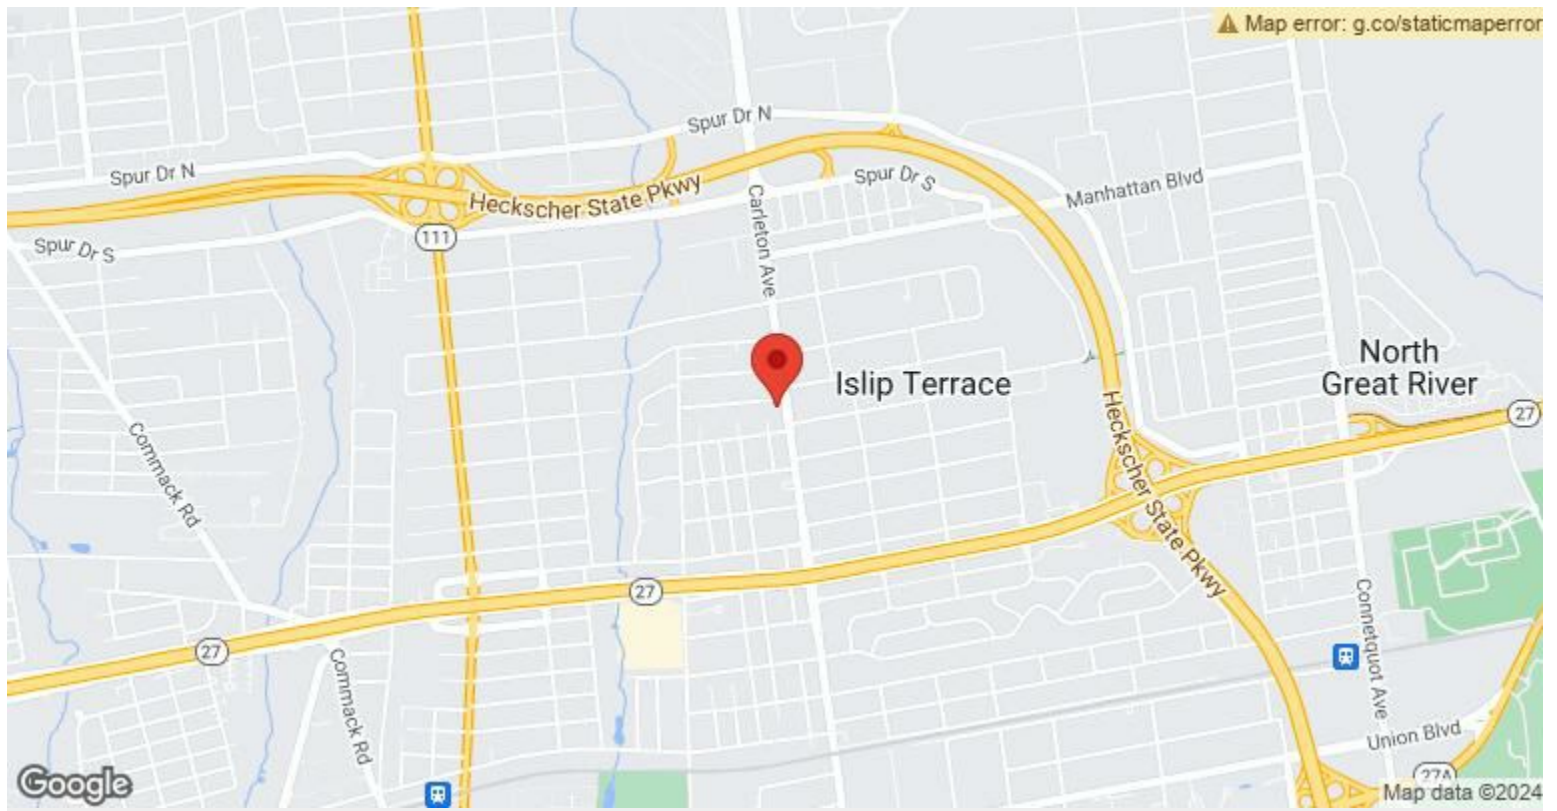 Map error: g.co/staticmaperror
Spur Dr N
Spur Dr N
Spur Dr S
Manhattan Blvd
Heckscher State Pkwy
Carleton Ave
111
Spur Dr S
North
Great River
Islip Terrace
27
Heckscher State Pkwy
Commack Rd
27
27
Connetquot Ave
Commack Rd
Union Blvd
27A
Google
Map data ©2024